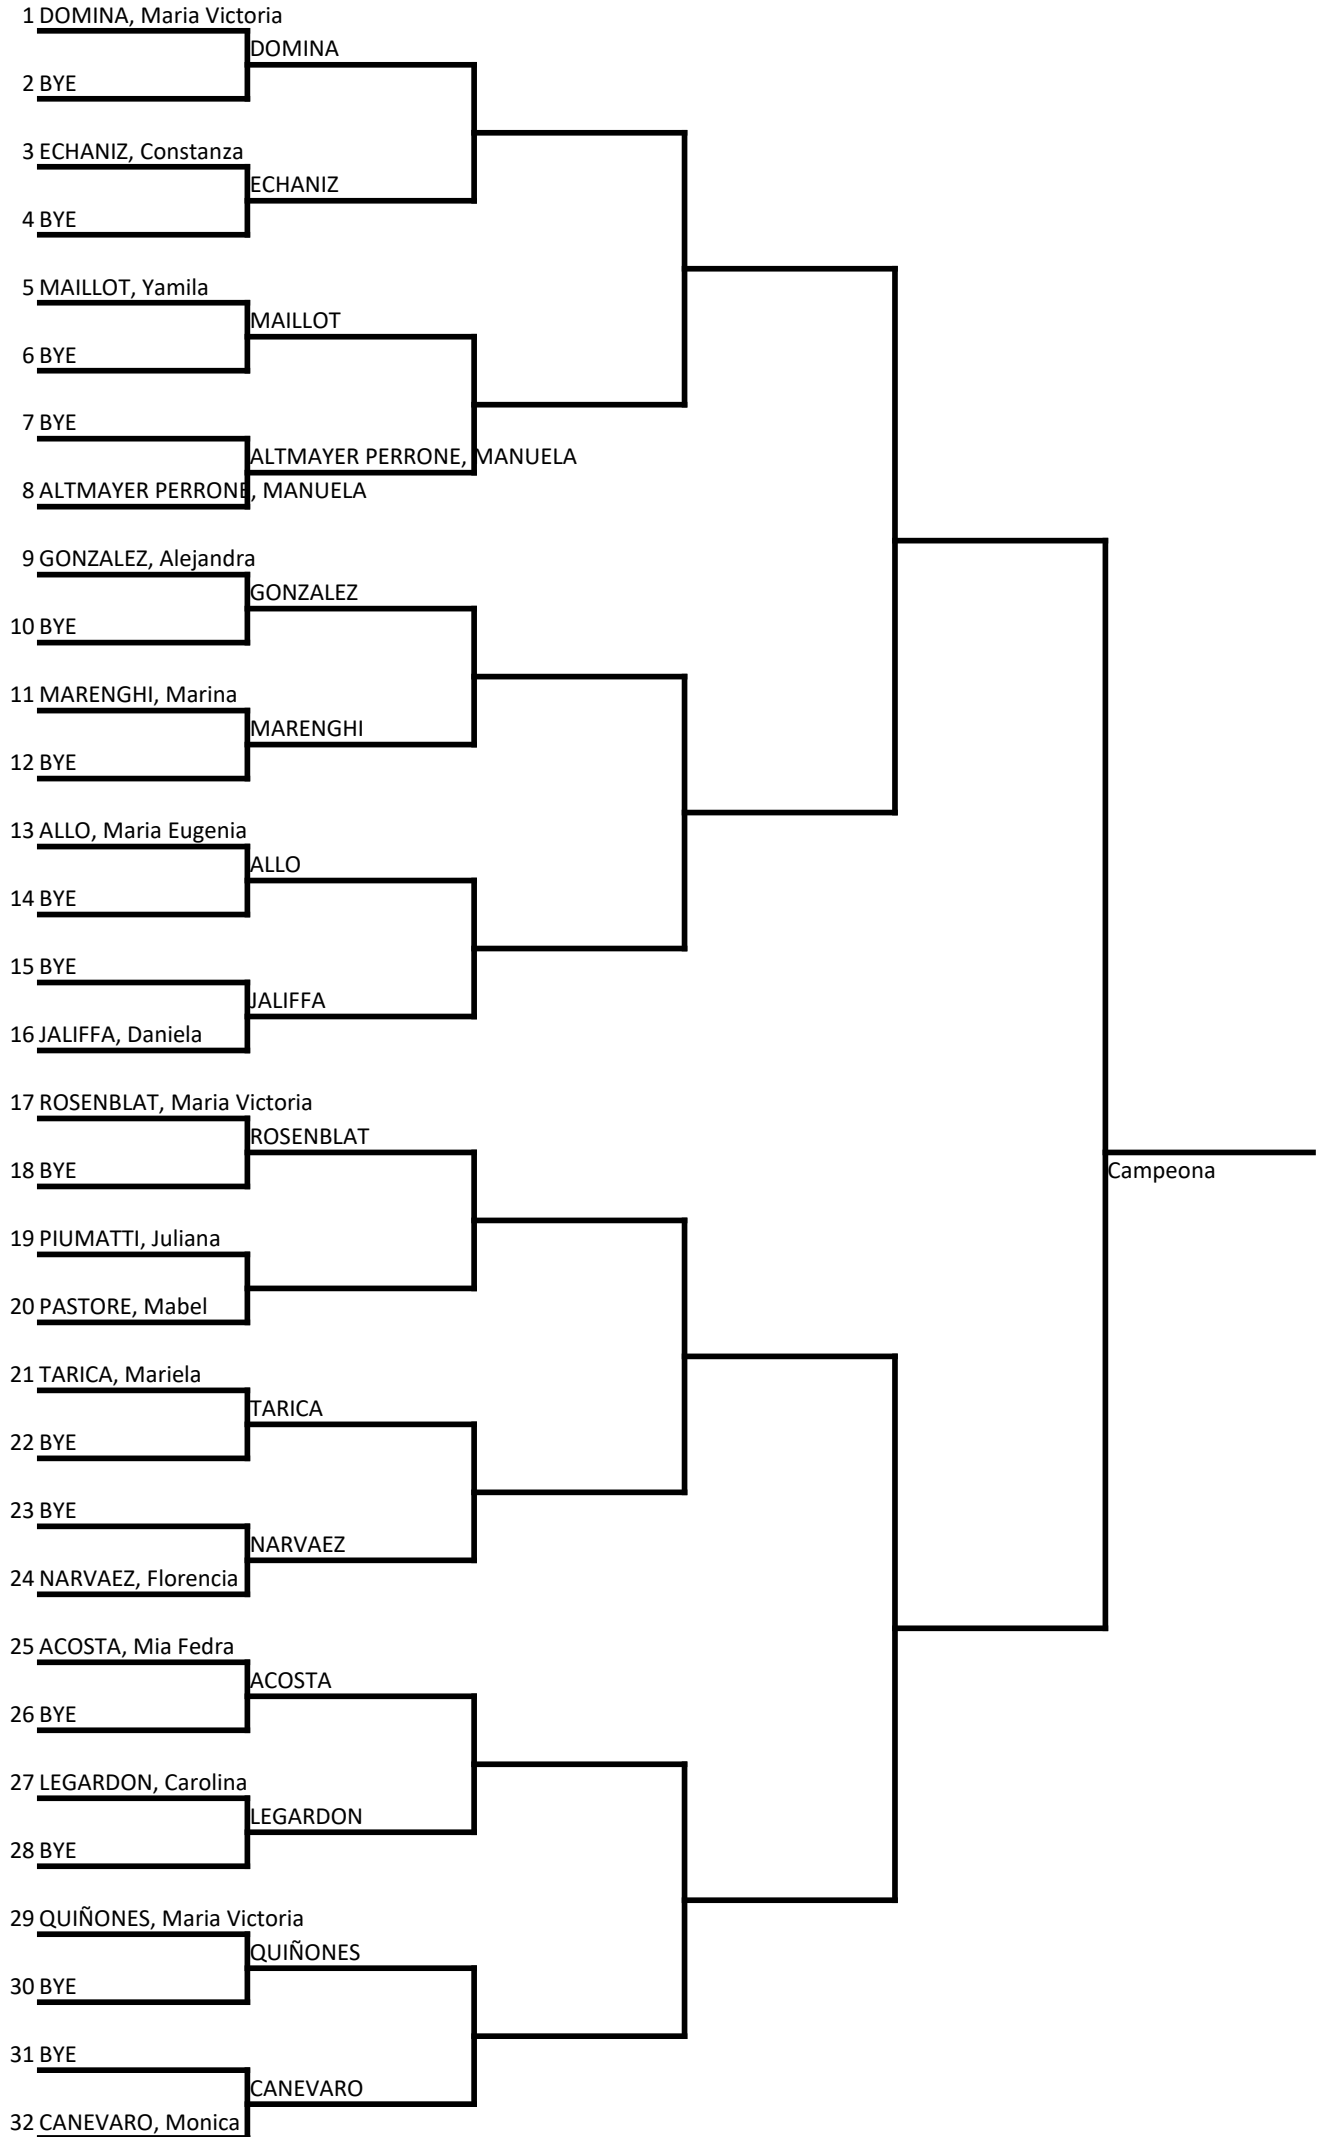 1 DOMINA, Maria Victoria
DOMINA
2 BYE
3 ECHANIZ, Constanza
ECHANIZ
4 BYE
5 MAILLOT, Yamila
MAILLOT
6 BYE
7 BYE
ALTMAYER PERRONE, MANUELA
8 ALTMAYER PERRONE, MANUELA
9 GONZALEZ, Alejandra
GONZALEZ
10 BYE
11 MARENGHI, Marina
MARENGHI
12 BYE
13 ALLO, Maria Eugenia
ALLO
14 BYE
15 BYE
JALIFFA
16 JALIFFA, Daniela
17 ROSENBLAT, Maria Victoria
ROSENBLAT
18 BYE
Campeona
19 PIUMATTI, Juliana
20 PASTORE, Mabel
21 TARICA, Mariela
TARICA
22 BYE
23 BYE
NARVAEZ
24 NARVAEZ, Florencia
25 ACOSTA, Mia Fedra
ACOSTA
26 BYE
27 LEGARDON, Carolina
LEGARDON
28 BYE
29 QUIÑONES, Maria Victoria
QUIÑONES
30 BYE
31 BYE
CANEVARO
32 CANEVARO, Monica